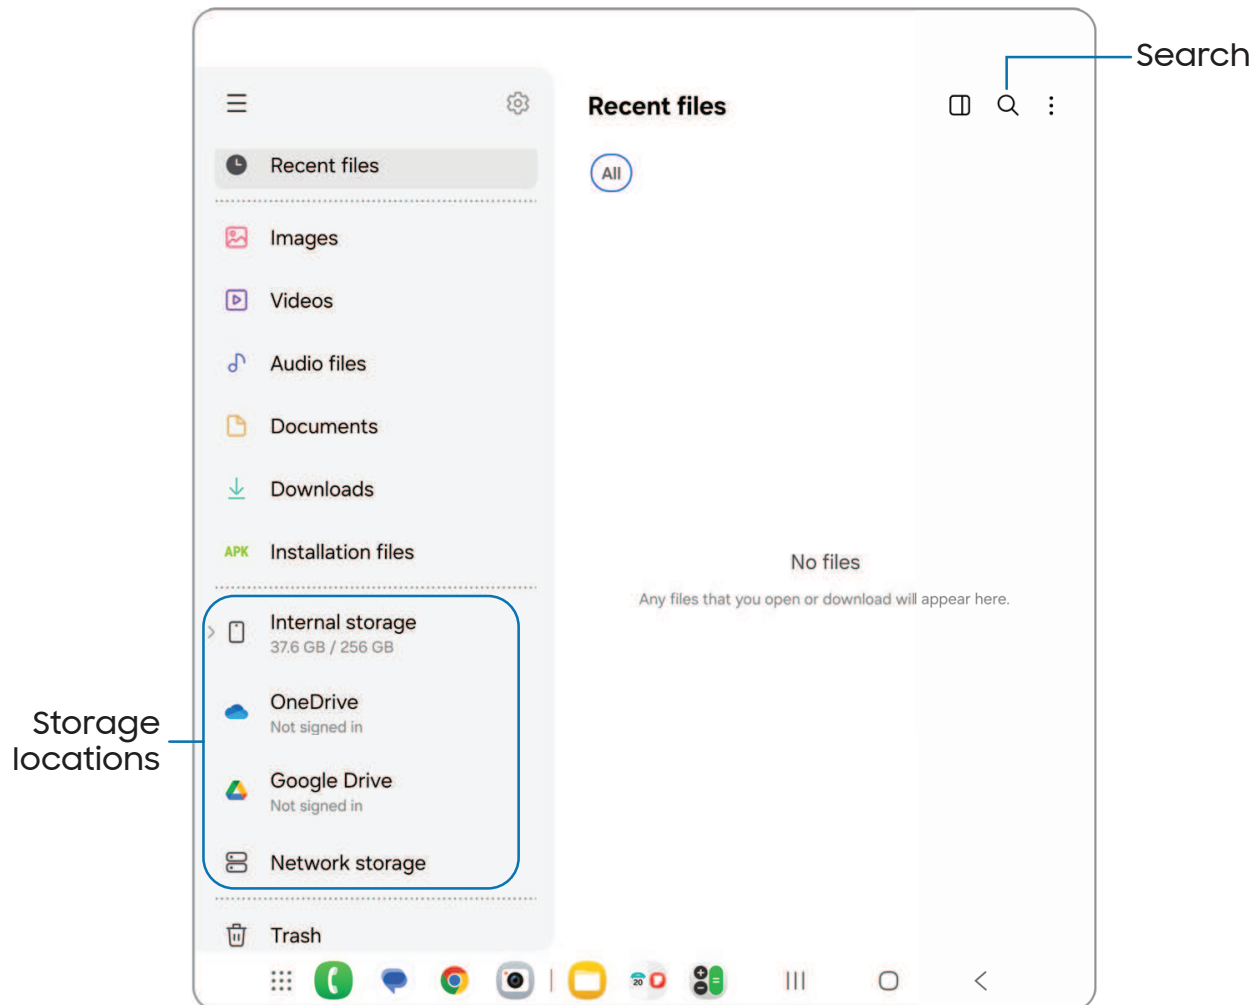 Search
Recent files
Recent files
All
Images
Videos
Audio files
Documents
Downloads
APK Installation files
No files
Any files that you open or download will appear here.
Internal storage
37.6 GB / 256 GB
OneDrive
Not signed in
Storage
locations
Google Drive
Not signed in
Network storage
Trash
20